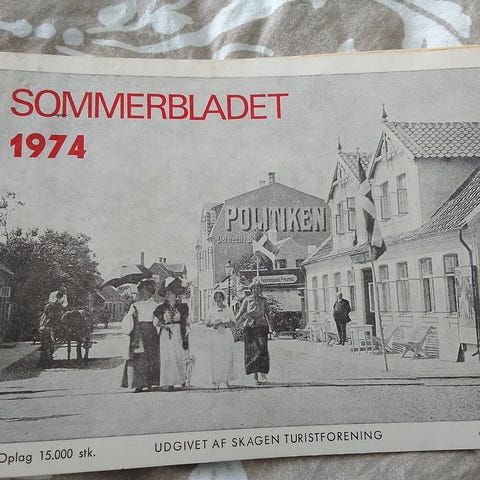 SOMMERBLADET
1974
POLITIKEN
Oplag 15.000 stk.
UDGIVET AF SKAGEN TURISTFORENING